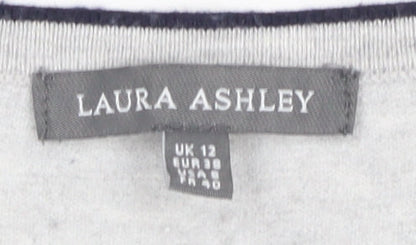 LAURA ASHLEY
UK 12
EUR 38
USA 8
FR 40